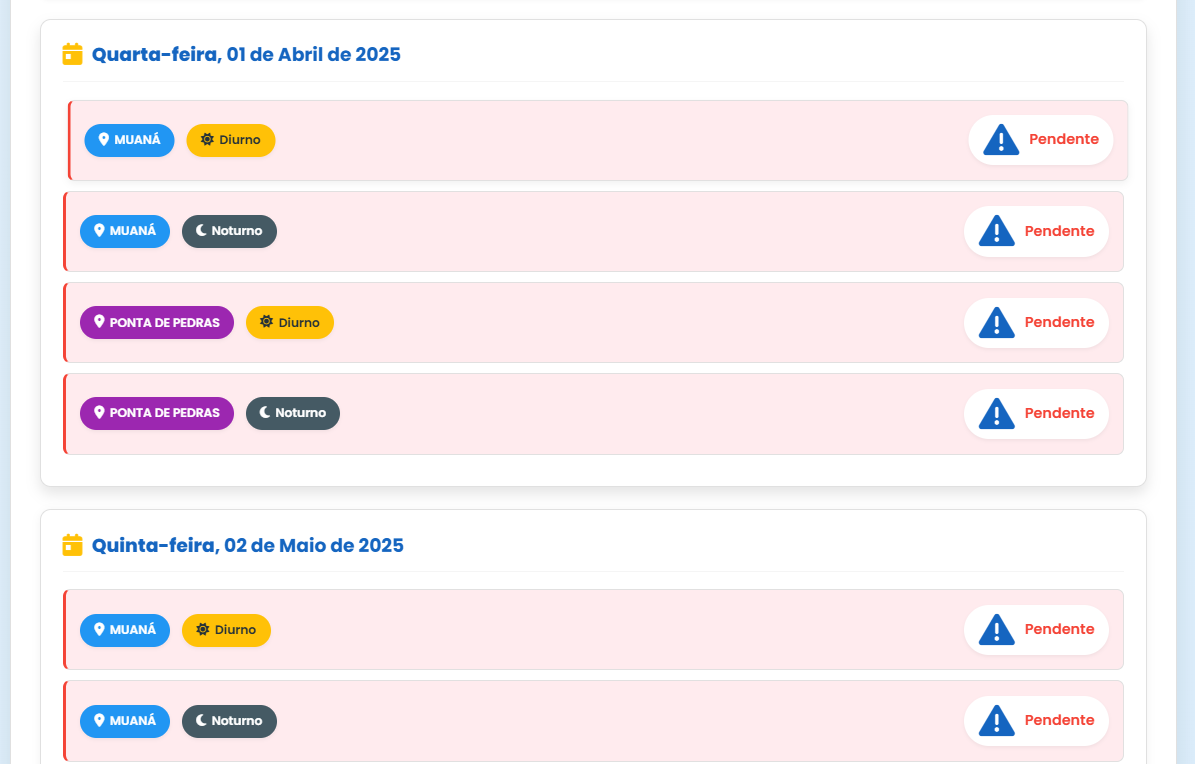 Quarta-feira, 01 de Abril de 2025
MUANÁ Diurno Pendente
MUANÁ Noturno Pendente
PONTA DE PEDRAS Diurno Pendente
PONTA DE PEDRAS Noturno Pendente
Quinta-feira, 02 de Maio de 2025
MUANÁ Diurno Pendente
MUANÁ Noturno Pendente